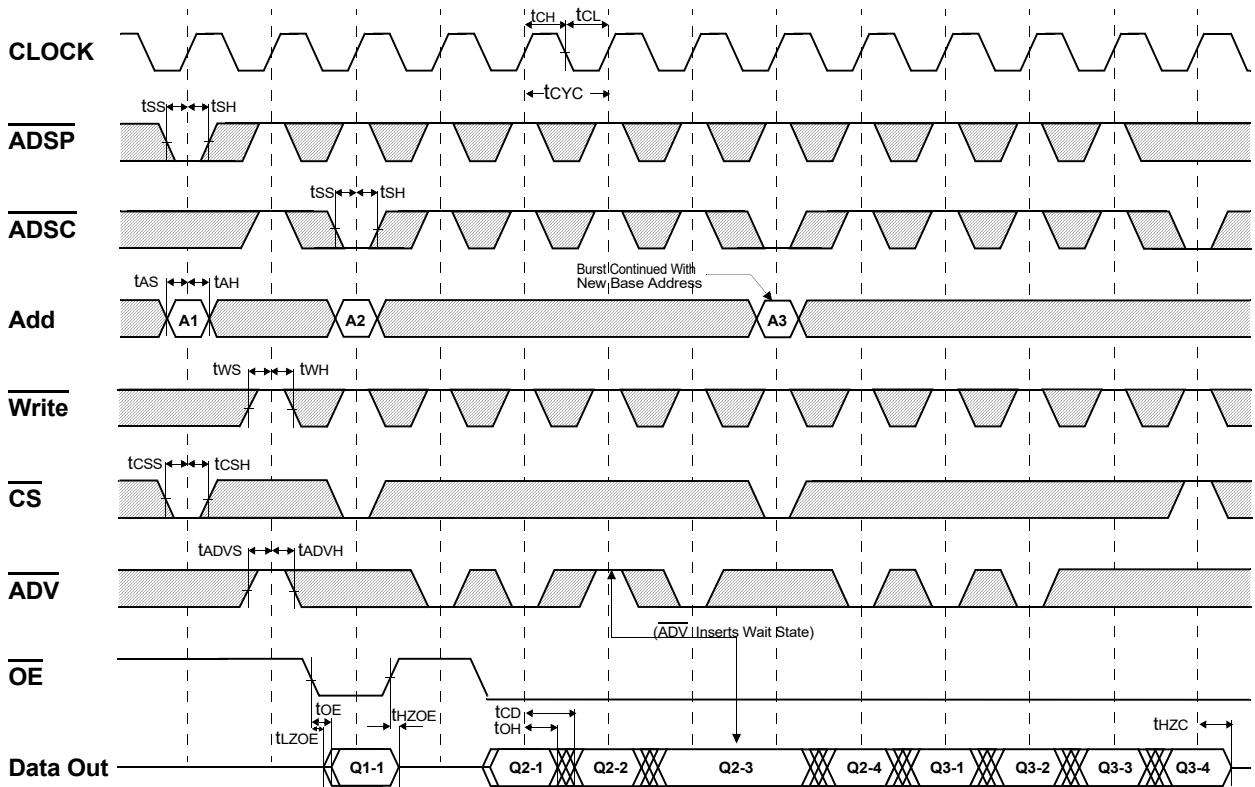 tCH tCL
CLOCK
tCYC
tSS tSH
ADSP
tSS tSH
ADSC
Burst Continued With
New Base Address
tAS tAH
Add A1 A2 A3
tWS tWH
Write
tCSS tCSH
CS
tADVS tADVH
ADV
(ADV Inserts Wait State)
OE
tOE tHZOE tCD tHZC
tOH
tLZOE
Data Out Q1-1 Q2-1 Q2-2 Q2-3 Q2-4 Q3-1 Q3-2 Q3-3 Q3-4